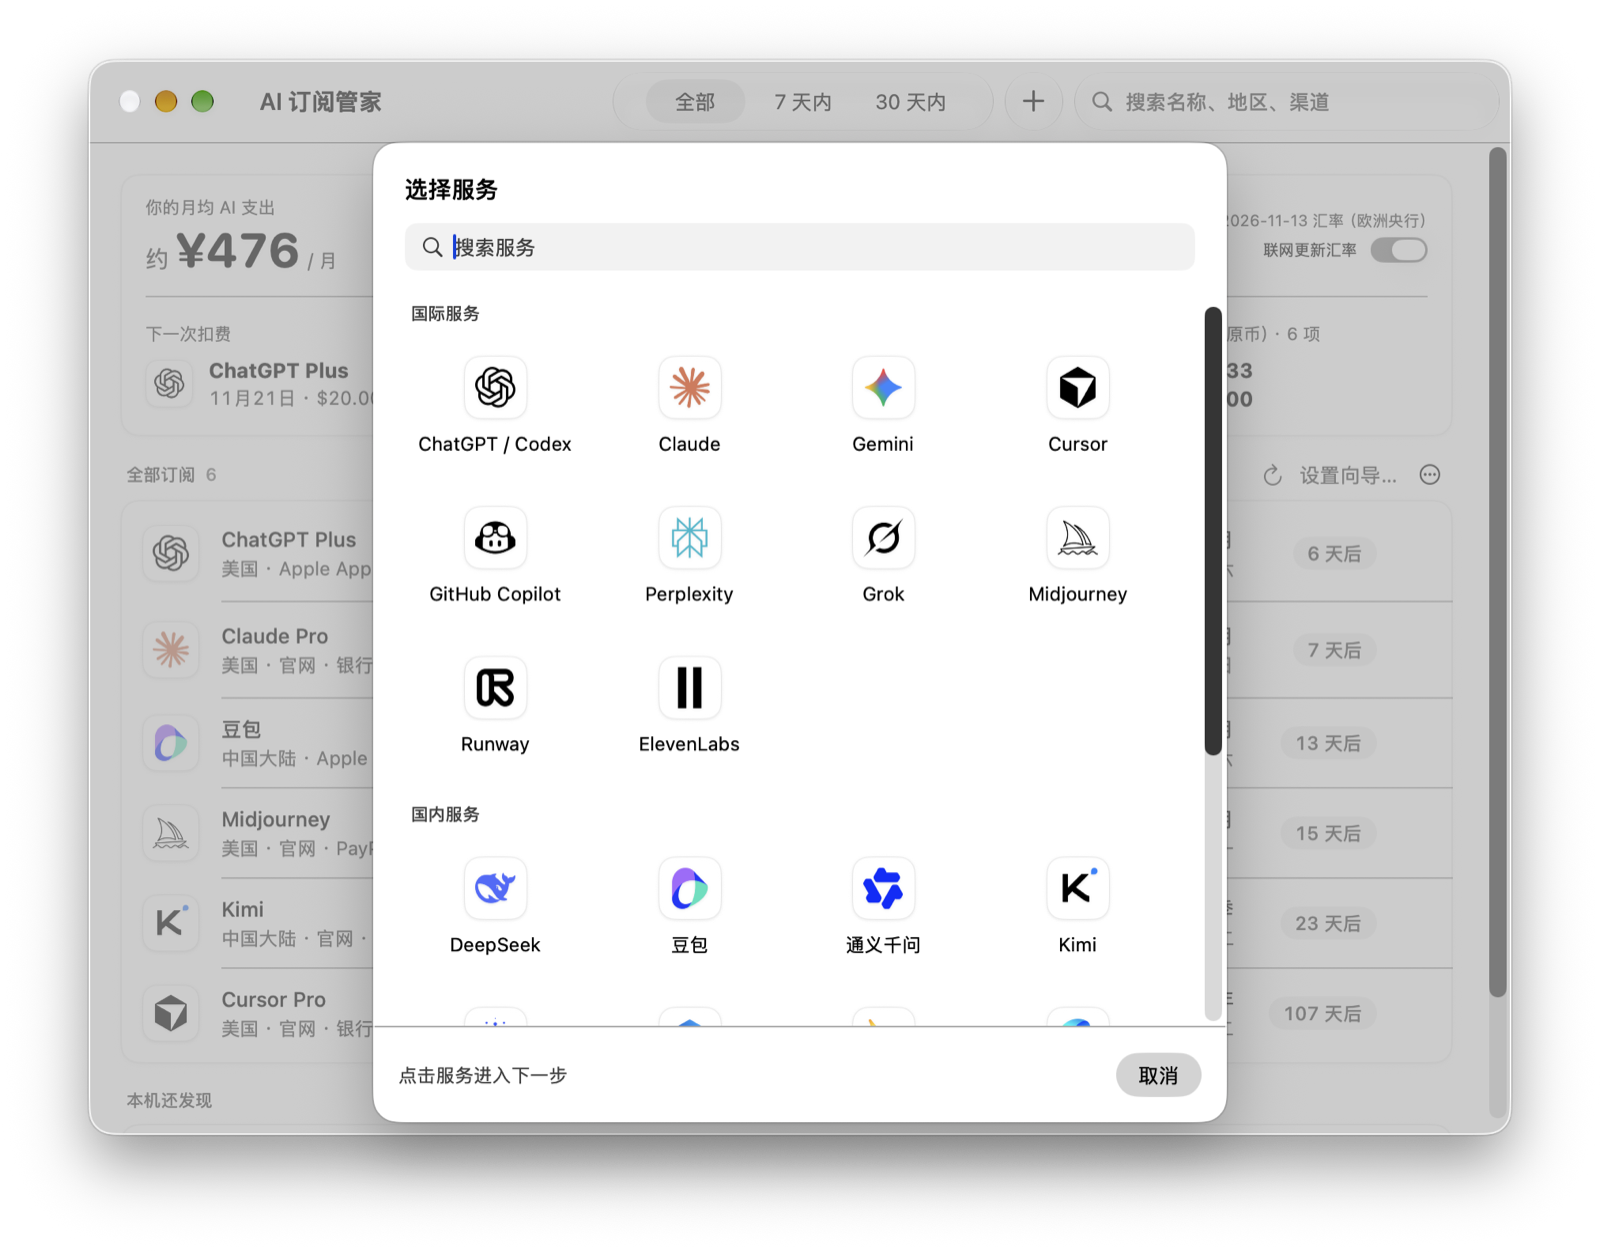 AI 订阅管家
全部
7 天内
30 天内
搜索名称、地区、渠道
你的月均 AI 支出
约 ¥476 / 月
026-11-13 汇率 (欧洲央行)
联网更新汇率
下一次扣费
ChatGPT Plus
11月21日 · $20.0
原币) · 6 项
33
00
全部订阅 6
设置向导...
ChatGPT Plus
美国 · Apple App
6 天后
Claude Pro
美国 · 官网 · 银行
7 天后
豆包
中国大陆 · Apple
13 天后
Midjourney
美国 · 官网 · Pay
15 天后
Kimi
中国大陆 · 官网 ·
23 天后
Cursor Pro
美国 · 官网 · 银行
107 天后
本机还发现
选择服务
搜索服务
国际服务
ChatGPT / Codex
Claude
Gemini
Cursor
GitHub Copilot
Perplexity
Grok
Midjourney
Runway
ElevenLabs
国内服务
DeepSeek
豆包
通义千问
Kimi
点击服务进入下一步
取消